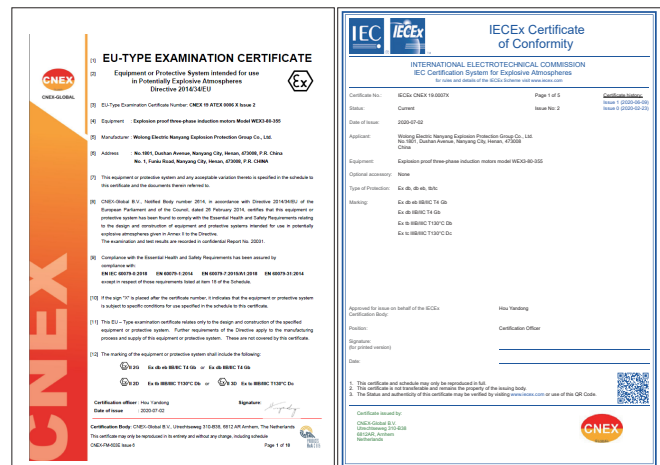 CNEX
CNEX-GLOBAL
CNEX
[1] EU-TYPE EXAMINATION CERTIFICATE
[2] Equipment or Protective System intended for use
in Potentially Explosive Atmospheres
Directive 2014/34/EU
[3] EU-Type Examination Certificate Number: CNEX 19 ATEX 0006 X Issue 2
[4] Equipment : Explosion proof three-phase induction motors Model WEX3-80-355
[5] Manufacturer : Wolong Electric Nanyang Explosion Protection Group Co., Ltd.
[6] Address : No.1801, Dushan Avenue, Nanyang City, Henan, 473008, P.R. China
No. 1, Funiu Road, Nanyang City, Henan, 473008, P.R. CHINA
[7] This equipment or protective system and any acceptable variation thereto is specified in the schedule to
this certificate and the documents therein referred to.
[8] CNEX-Global B.V., Notified Body number 2014, in accordance with Directive 2014/34/EU of the
European Parliament and of the Council, dated 26 February 2014, certifies that this equipment or
protective system has been found to comply with the Essential Health and Safety Requirements relating
to the design and construction of equipment and protective systems intended for use in potentially
explosive atmospheres given in Annex II to the Directive.
The examination and test results are recorded in confidential Report No. 20031.
[9] Compliance with the Essential Health and Safety Requirements has been assured by
compliance with:
EN IEC 60079-0:2018 EN 60079-1:2014 EN 60079-7:2015/A1:2018 EN 60079-31:2014
except in respect of those requirements listed at item 18 of the Schedule.
[10] If the sign "X" is placed after the certificate number, it indicates that the equipment or protective system
is subject to specific conditions for use specified in the schedule to this certificate.
[11] This EU – Type examination certificate relates only to the design and construction of the specified
equipment or protective system. Further requirements of the Directive apply to the manufacturing
process and supply of this equipment or protective system. These are not covered by this certificate.
[12] The marking of the equipment or protective system shall include the following:
II 2G Ex db eb IIB/IIC T4 Gb or Ex db IIB/IIC T4 Gb
II 2D Ex tb IIIB/IIIC T130°C Db or II 3D Ex tc IIIB/IIIC T130°C Dc
Certification officer : Hou Yandong Signature:
Date of issue : 2020-07-02
Certification Body: CNEX-Global B.V., Utrechtseweg 310-B38, 6812 AR Arnhem, The Netherlands
This certificate may only be reproduced in its entirety and without any change, including schedule
Page 1 of 18
IEC IECEx
IECEx Certificate
of Conformity
INTERNATIONAL ELECTROTECHNICAL COMMISSION
IEC Certification System for Explosive Atmospheres
for rules and details of the IECEx Scheme visit www.iecex.com
Certificate No.: IECEx CNEX 19.0007X Page 1 of 5 Certificate history:
Issue 1 (2020-06-09)
Status: Current Issue No: 2 Issue 0 (2020-02-23)
Date of Issue: 2020-07-02
Applicant: Wolong Electric Nanyang Explosion Protection Group Co., Ltd.
No.1801, Dushan Avenue, Nanyang City, Henan, 473008
China
Equipment: Explosion proof three-phase induction motors model WEX3-80-355.
Optional accessory: None
Type of Protection: Ex db, db eb, tb/tc
Marking: Ex db eb IIB/IIC T4 Gb
Ex db IIB/IIC T4 Gb
Ex tb IIIB/IIIC T130°C Db
Ex tc IIIB/IIIC T130°C Dc
Approved for issue on behalf of the IECEx Hou Yandong
Certification Body:
Position: Certification Officer
Signature:
(for printed version)
Date:
1. This certificate and schedule may only be reproduced in full.
2. This certificate is not transferable and remains the property of the issuing body.
3. The Status and authenticity of this certificate may be verified by visiting www.iecex.com or use of this QR Code.
Certificate issued by:
CNEX-Global B.V.
Utrechtseweg 310-B38
6812AR, Arnhem
Netherlands
CNEX